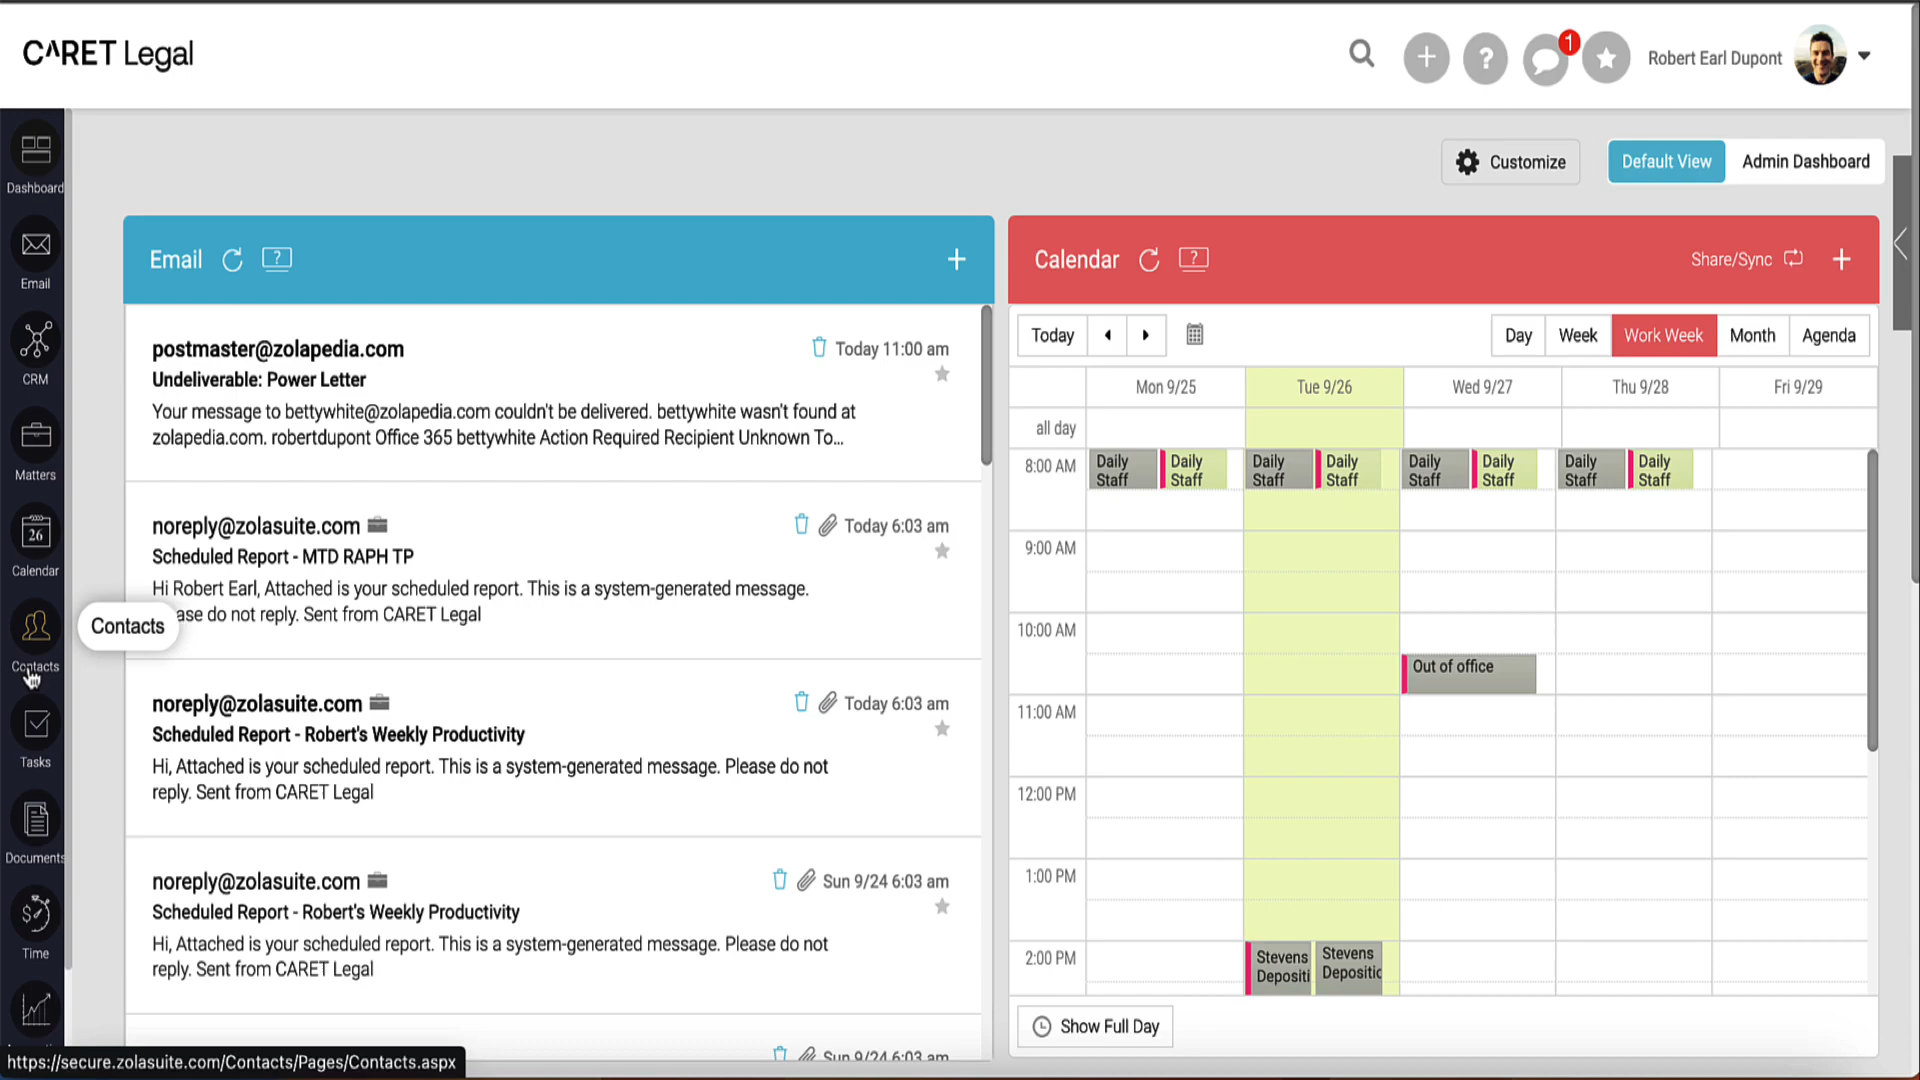 CARET Legal
1
Robert Earl Dupont
Dashboard
Email
CRM
Matters
26
Calendar
Contacts
Tasks
Documents
Time
Contacts
Customize
Default View
Admin Dashboard
Email
postmaster@zolapedia.com
Today 11:00 am
Undeliverable: Power Letter
Your message to bettywhite@zolapedia.com couldn't be delivered. bettywhite wasn't found at
zolapedia.com. robertdupont Office 365 bettywhite Action Required Recipient Unknown To...
noreply@zolasuite.com
Today 6:03 am
Scheduled Report - MTD RAPH TP
Hi Robert Earl, Attached is your scheduled report. This is a system-generated message.
ase do not reply. Sent from CARET Legal
noreply@zolasuite.com
Today 6:03 am
Scheduled Report - Robert's Weekly Productivity
Hi, Attached is your scheduled report. This is a system-generated message. Please do not
reply. Sent from CARET Legal
noreply@zolasuite.com
Sun 9/24 6:03 am
Scheduled Report - Robert's Weekly Productivity
Hi, Attached is your scheduled report. This is a system-generated message. Please do not
reply. Sent from CARET Legal
Sun 9/24 6:03 am
Calendar
Share/Sync
Today
Day
Week
Work Week
Month
Agenda
Mon 9/25
Tue 9/26
Wed 9/27
Thu 9/28
Fri 9/29
all day
8:00 AM
Daily
Staff
Daily
Staff
Daily
Staff
Daily
Staff
Daily
Staff
Daily
Staff
Daily
Staff
Daily
Staff
9:00 AM
10:00 AM
Out of office
11:00 AM
12:00 PM
1:00 PM
2:00 PM
Stevens
Depositi
Stevens
Depositic
Show Full Day
https://secure.zolasuite.com/Contacts/Pages/Contacts.aspx